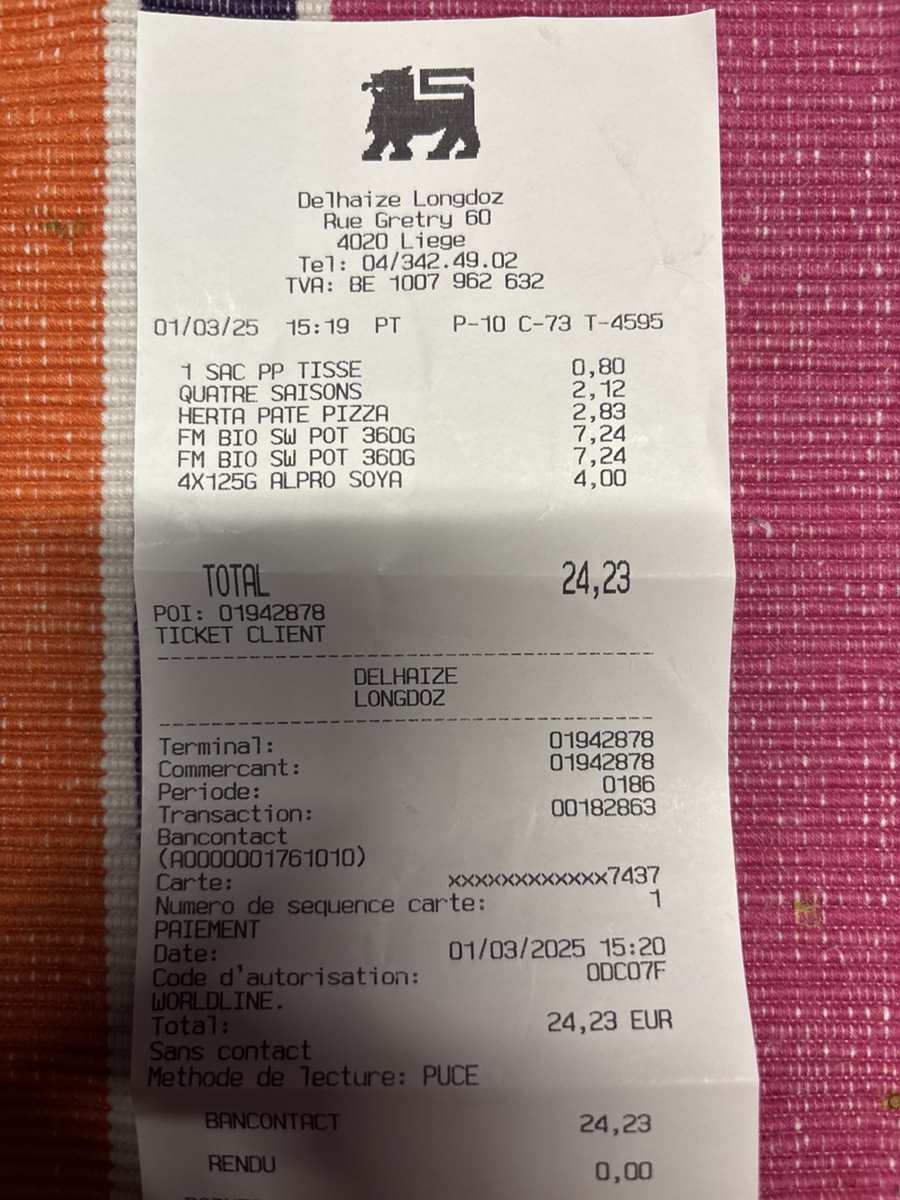 Delhaize Longdoz
Rue Gretry 60
4020 Liege
Tel: 04/342.49.02
TVA: BE 1007 962 632
01/03/25 15:19 PT P-10 C-73 T-4595
1 SAC PP TISSE 0,80
QUATRE SAISONS 2,12
HERTA PATE PIZZA 2,83
FM BIO SW POT 360G 7,24
FM BIO SW POT 360G 7,24
4X125G ALPRO SOYA 4,00
TOTAL 24,23
POI: 01942878
TICKET CLIENT
DELHAIZE
LONGDOZ
Terminal: 01942878
Commercant: 01942878
Periode: 0186
Transaction: 00182863
Bancontact
(A0000001761010)
Carte: xxxxxxxxxxxx7437
Numero de sequence carte: 1
PAIEMENT
Date: 01/03/2025 15:20
Code d'autorisation: 0DC07F
WORLDLINE.
Total: 24,23 EUR
Sans contact
Methode de lecture: PUCE
BANCONTACT 24,23
RENDU 0,00